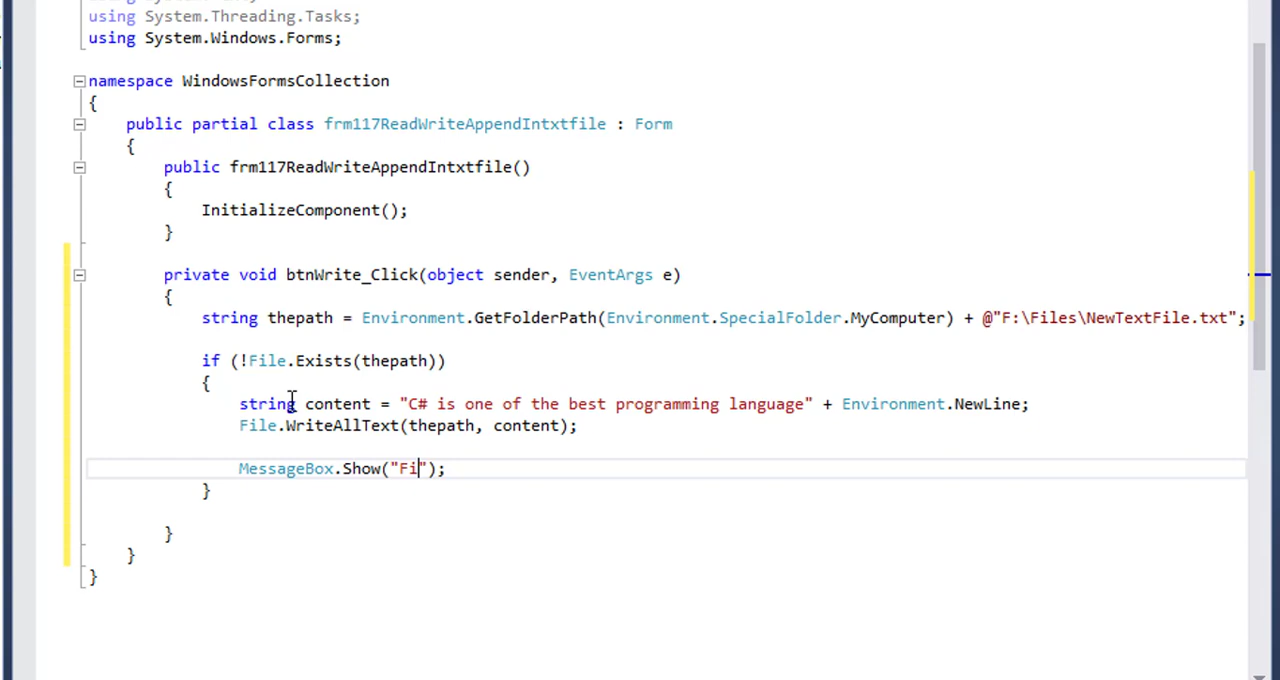 using System.Threading.Tasks;
using System.Windows.Forms;
namespace WindowsFormsCollection
{
public partial class frm117ReadWriteAppendIntxtfile : Form
{
public frm117ReadWriteAppendIntxtfile()
{
InitializeComponent();
}
private void btnWrite_Click(object sender, EventArgs e)
{
string thepath = Environment.GetFolderPath(Environment.SpecialFolder.MyComputer) + @"F:\Files\NewTextFile.txt";
if (!File.Exists(thepath))
{
string content = "C# is one of the best programming language" + Environment.NewLine;
File.WriteAllText(thepath, content);
MessageBox.Show("Fi");
}
}
}
}